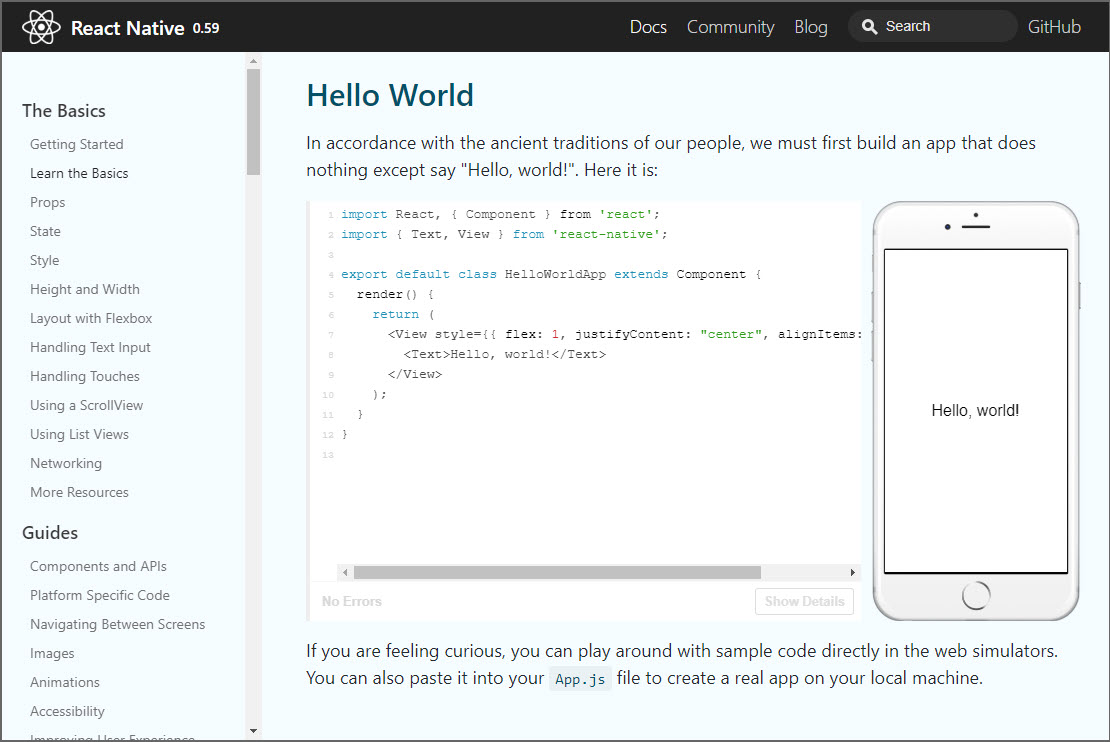 React Native 0.59
Docs Community Blog Search GitHub
The Basics
Getting Started
Learn the Basics
Props
State
Style
Height and Width
Layout with Flexbox
Handling Text Input
Handling Touches
Using a ScrollView
Using List Views
Networking
More Resources
Guides
Components and APIs
Platform Specific Code
Navigating Between Screens
Images
Animations
Accessibility
Improving User Experience
Hello World
In accordance with the ancient traditions of our people, we must first build an app that does
nothing except say "Hello, world!". Here it is:
1 import React, { Component } from 'react';
2 import { Text, View } from 'react-native';
3
4 export default class HelloWorldApp extends Component {
5   render() {
6     return (
7       <View style={{ flex: 1, justifyContent: "center", alignItems:
8         <Text>Hello, world!</Text>
9       </View>
10     );
11   }
12 }
13
No Errors
Show Details
Hello, world!
If you are feeling curious, you can play around with sample code directly in the web simulators.
You can also paste it into your App.js file to create a real app on your local machine.